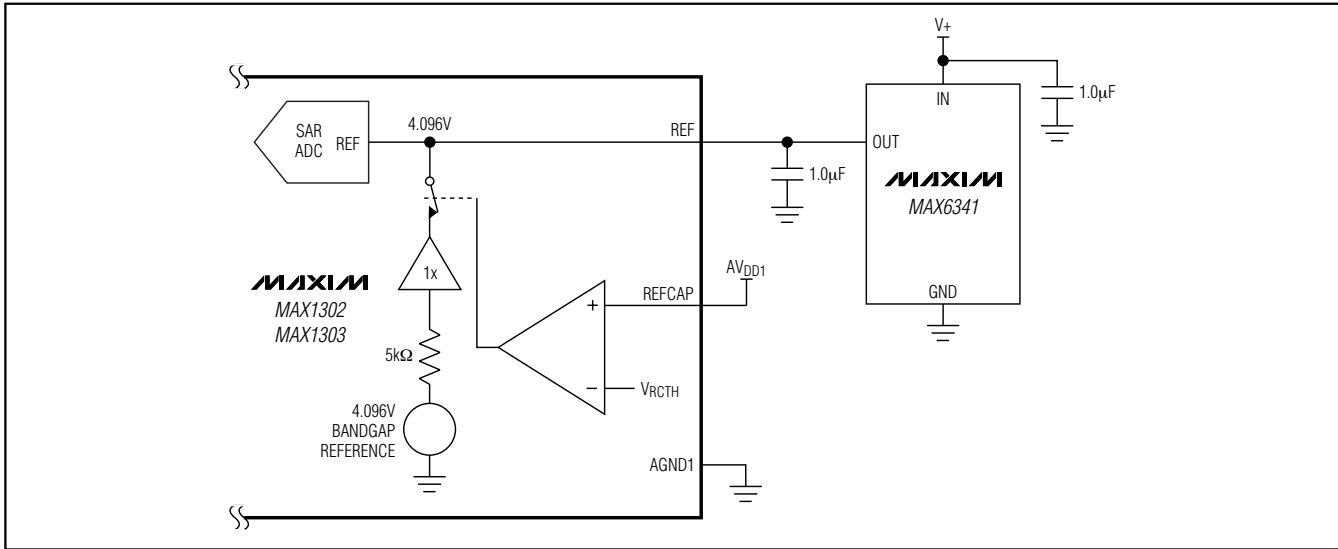 V+
IN
1.0μF
SAR
ADC
REF
4.096V
REF
OUT
1.0μF
MAXIM
MAX6341
GND
1x
MAXIM
MAX1302
MAX1303
5kΩ
4.096V
BANDGAP
REFERENCE
+
−
REFCAP
AVDD1
VRCTH
AGND1